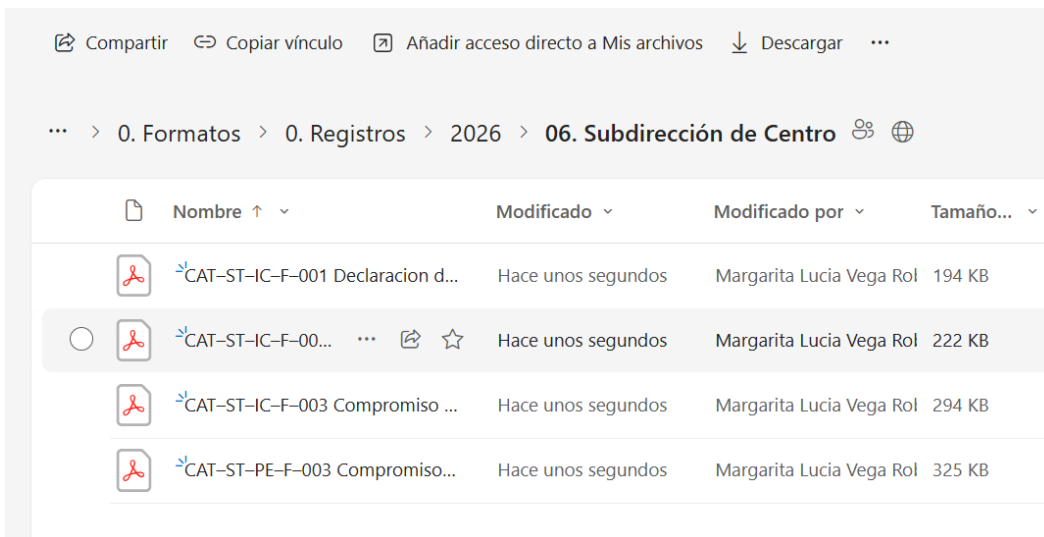 Compartir Copiar vínculo Añadir acceso directo a Mis archivos Descargar ···
··· > 0. Formatos > 0. Registros > 2026 > 06. Subdirección de Centro
Nombre ↑ Modificado Modificado por Tamaño...
CAT–ST–IC–F–001 Declaracion d... Hace unos segundos Margarita Lucia Vega Rol 194 KB
CAT–ST–IC–F–00... ··· Hace unos segundos Margarita Lucia Vega Rol 222 KB
CAT–ST–IC–F–003 Compromiso ... Hace unos segundos Margarita Lucia Vega Rol 294 KB
CAT–ST–PE–F–003 Compromiso... Hace unos segundos Margarita Lucia Vega Rol 325 KB